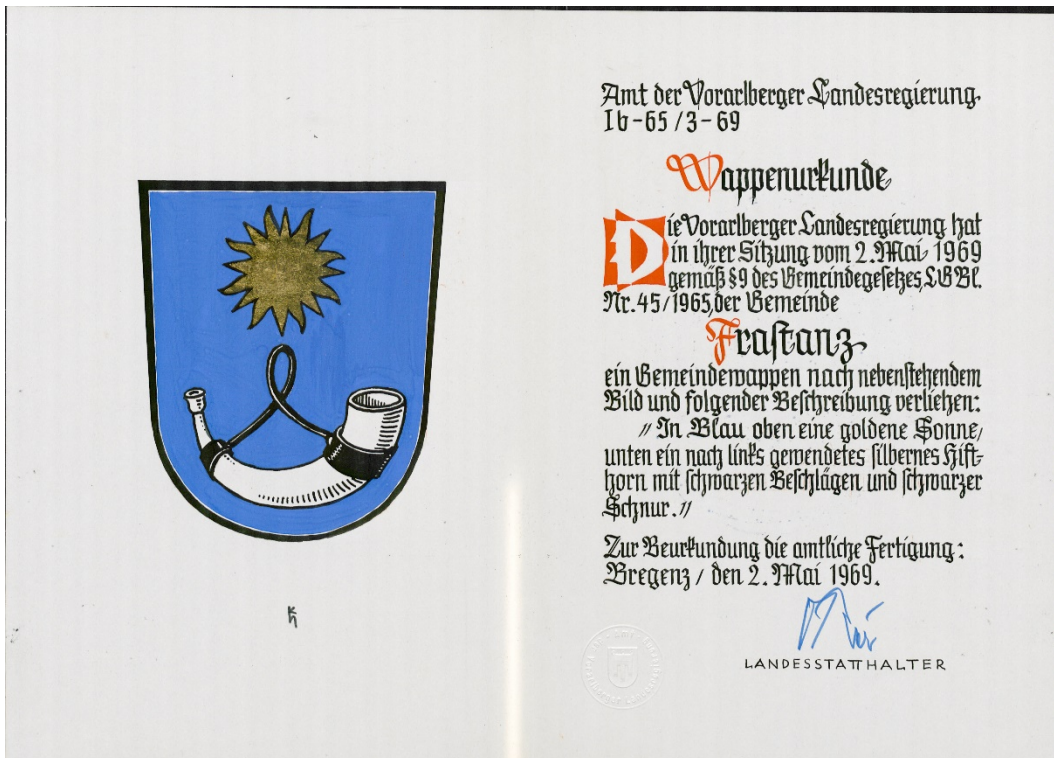 Amt der Vorarlberger Landesregierung
Ib-65/3-69
Wappenurkunde
Die Vorarlberger Landesregierung hat
in ihrer Sitzung vom 2. Mai 1969
gemäß §9 des Gemeindegesetzes, LGBl.
Nr. 45/1965, der Gemeinde
Frastanz
ein Gemeindewappen nach nebenstehendem
Bild und folgender Beschreibung verliehen:
"In Blau oben eine goldene Sonne,
unten ein nach links gewendetes silbernes Hift-
horn mit schwarzen Beschlägen und schwarzer
Schnur."
Zur Beurkundung die amtliche Fertigung:
Bregenz, den 2. Mai 1969.
LANDESSTATTHALTER